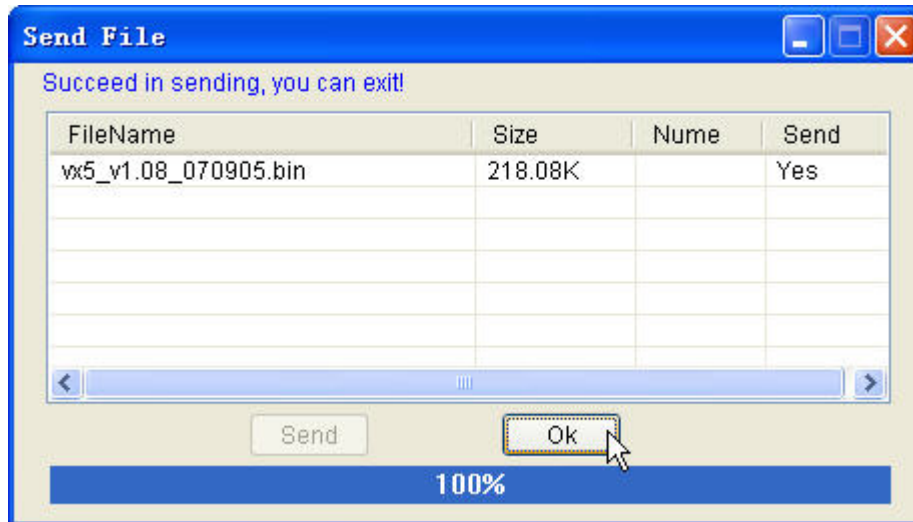 Send File
Succeed in sending, you can exit!
FileName Size Nume Send
vx5_v1.08_070905.bin 218.08K Yes
Send Ok
100%